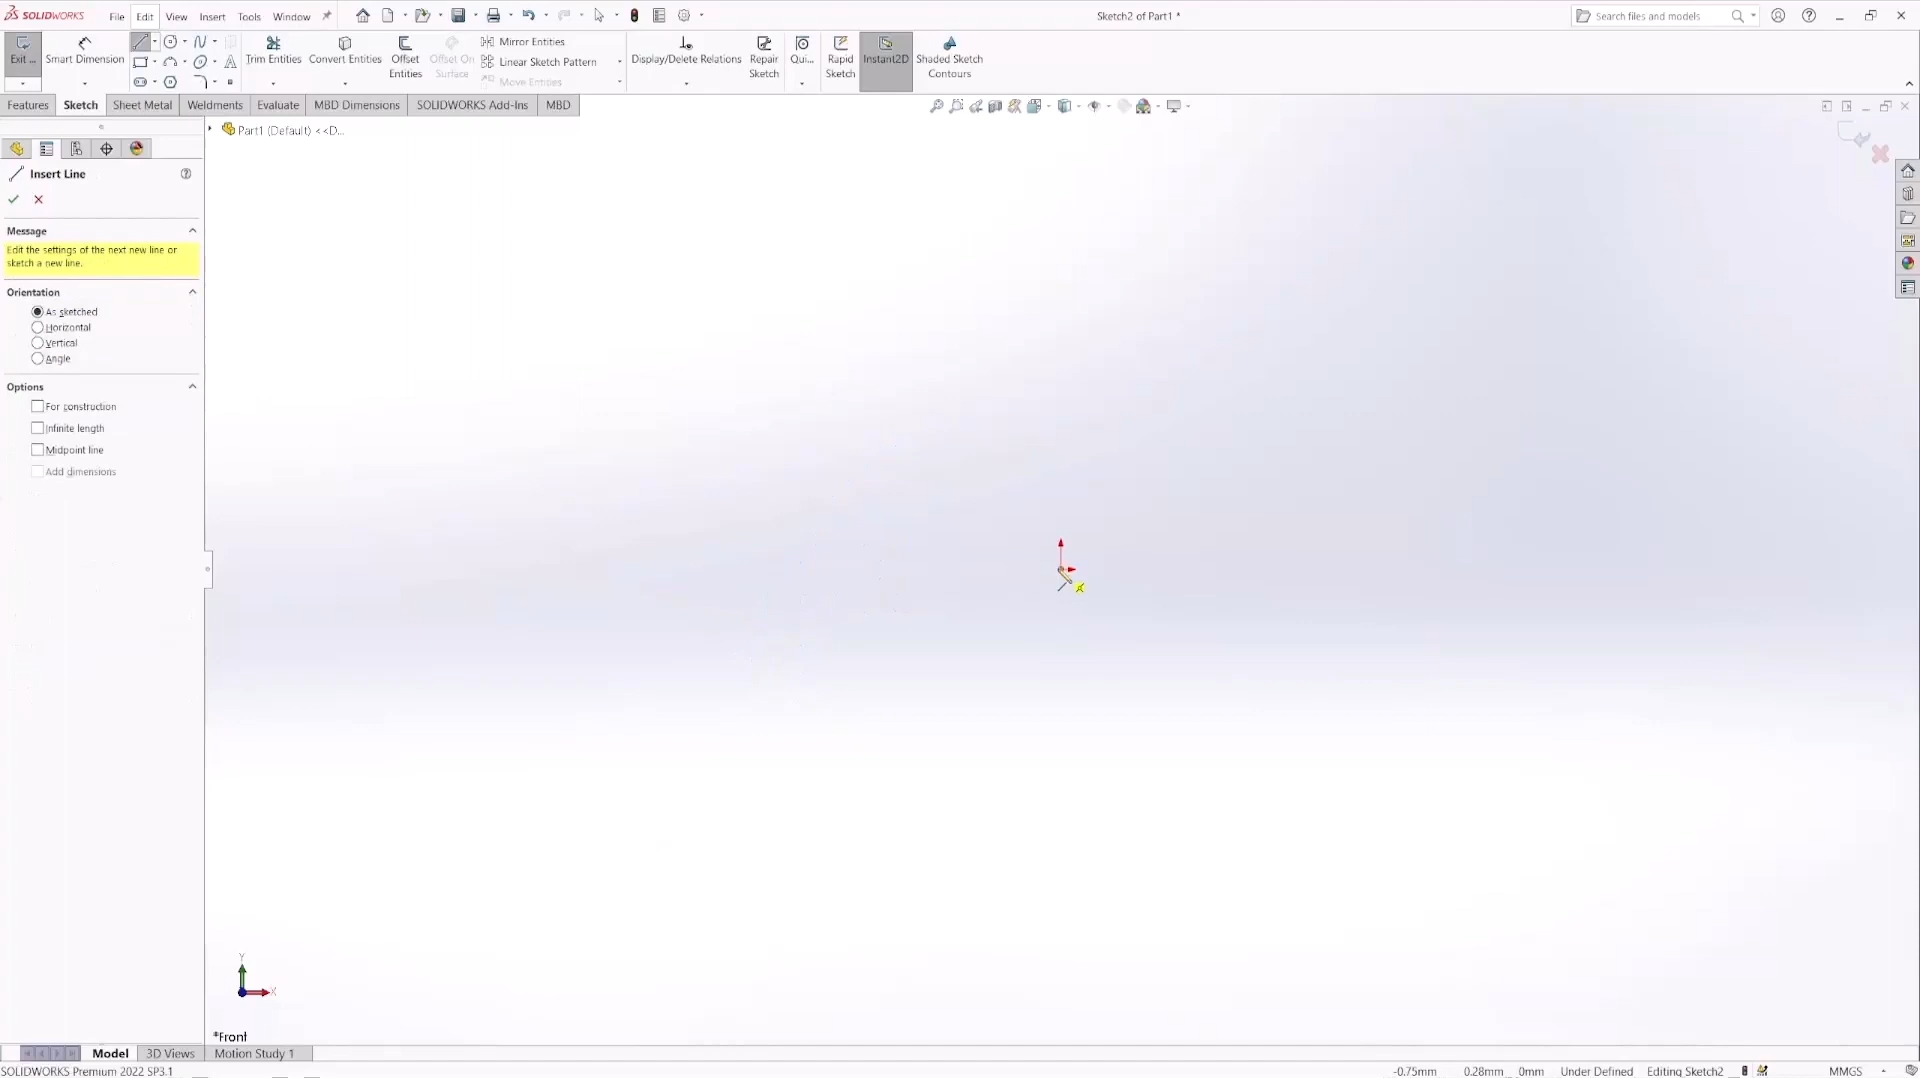 SOLIDWORKS File Edit View Insert Tools Window
Sketch2 of Part1 *
Search files and models
Exit ...
Smart Dimension
Trim Entities
Convert Entities
Offset Entities
Offset On Surface
Mirror Entities
Linear Sketch Pattern
Move Entities
Display/Delete Relations
Repair Sketch
Qui...
Rapid Sketch
Instant2D
Shaded Sketch Contours
Features Sketch Sheet Metal Weldments Evaluate MBD Dimensions SOLIDWORKS Add-Ins MBD
Part1 (Default) <<D...
Insert Line
Message
Edit the settings of the next new line or
sketch a new line.
Orientation
As sketched
Horizontal
Vertical
Angle
Options
For construction
Infinite length
Midpoint line
Add dimensions
Y
X
*Front
Model 3D Views Motion Study 1
SOLIDWORKS Premium 2022 SP3.1
-0.75mm 0.28mm 0mm Under Defined Editing Sketch2 MMGS